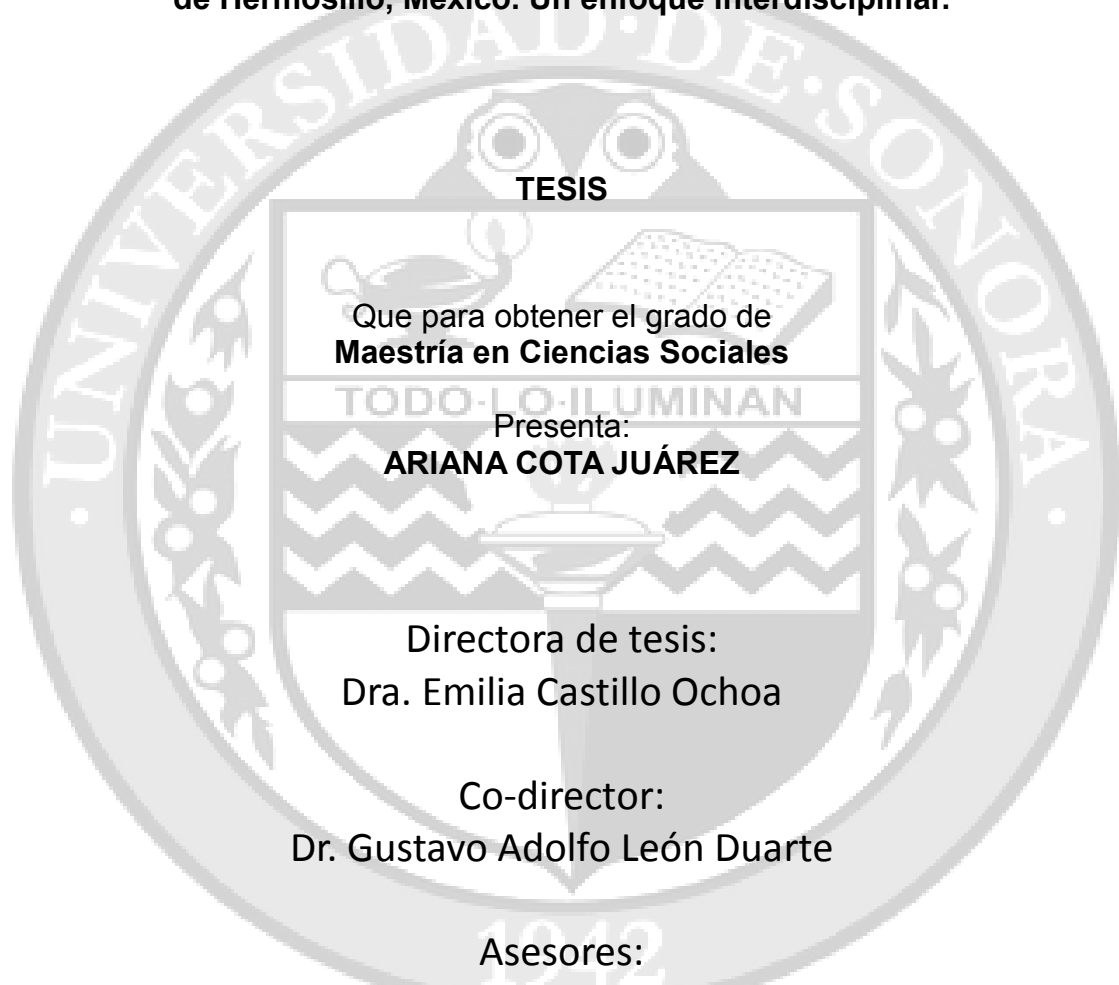 de Hermosillo, México. Un enfoque interdisciplinar.
UNIVERSIDAD·DE·SONORA
TESIS
Que para obtener el grado de
Maestría en Ciencias Sociales
TODO·LO·ILUMINAN
Presenta:
ARIANA COTA JUÁREZ
Directora de tesis:
Dra. Emilia Castillo Ochoa
Co-director:
Dr. Gustavo Adolfo León Duarte
1942
Asesores: